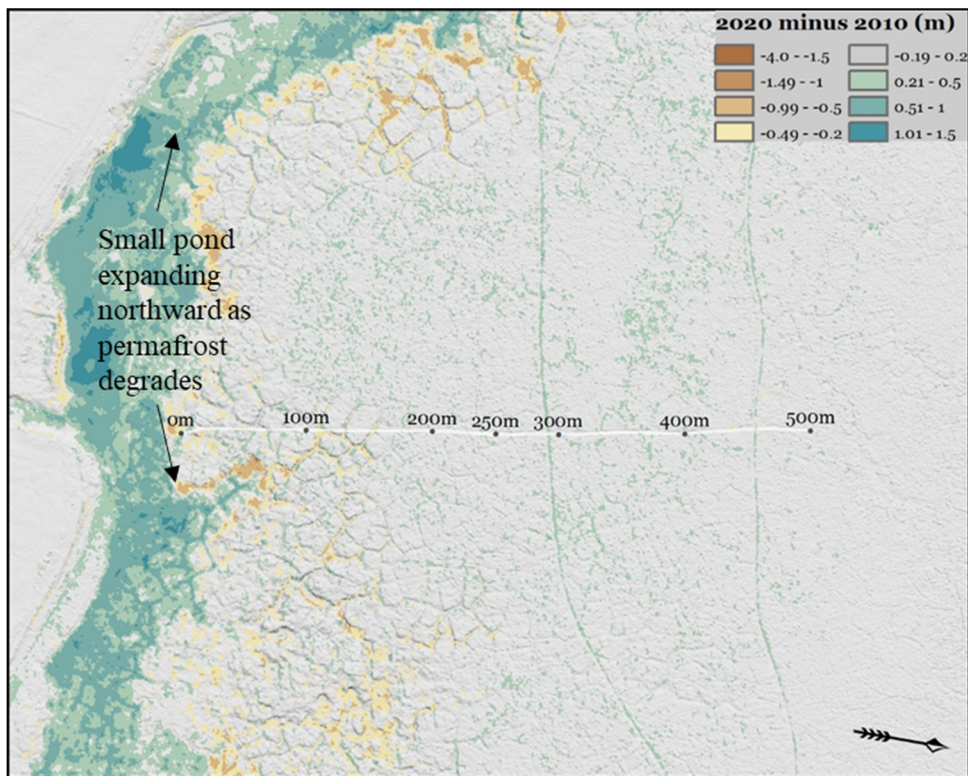 2020 minus 2010 (m)
-4.0 - -1.5
-0.19 - 0.2
-1.49 - -1
0.21 - 0.5
-0.99 - -0.5
0.51 - 1
-0.49 - -0.2
1.01 - 1.5
Small pond
expanding
northward as
permafrost
degrades
0m
100m
200m
250m
300m
400m
500m